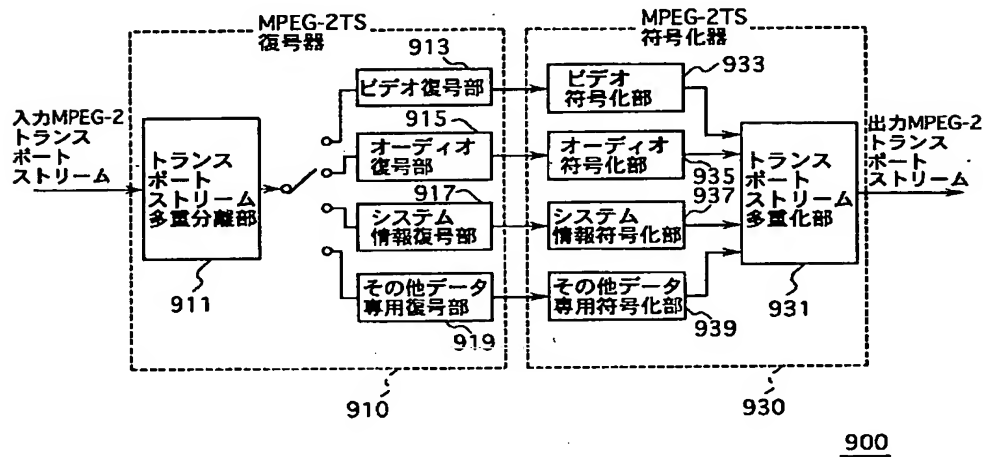 MPEG-2TS
復号器
MPEG-2TS
符号化器
入力MPEG-2
トランス
ポート
ストリーム
トランス
ポート
ストリーム
多重分離部
911
913
ビデオ復号部
915
オーディオ
復号部
917
システム
情報復号部
その他データ
専用復号部
919
910
933
ビデオ
符号化部
オーディオ
符号化部
935
937
システム
情報符号化部
その他データ
専用符号化部
939
トランス
ポート
ストリーム
多重化部
931
930
出力MPEG-2
トランス
ポート
ストリーム
900